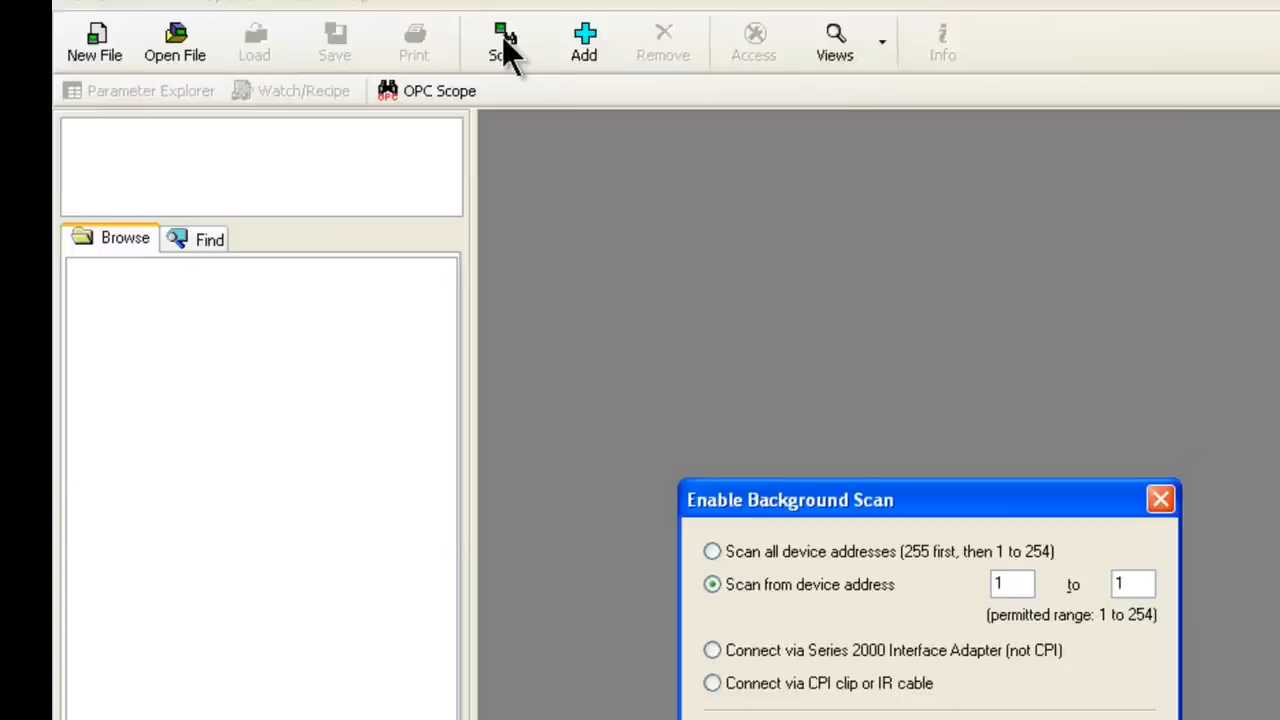 New File Open File Load Save Print Add Remove Access Views Info
Parameter Explorer Watch/Recipe OPC OPC Scope
Browse Find
Enable Background Scan
Scan all device addresses (255 first, then 1 to 254)
Scan from device address 1 to 1
(permitted range: 1 to 254)
Connect via Series 2000 Interface Adapter (not CPI)
Connect via CPI clip or IR cable